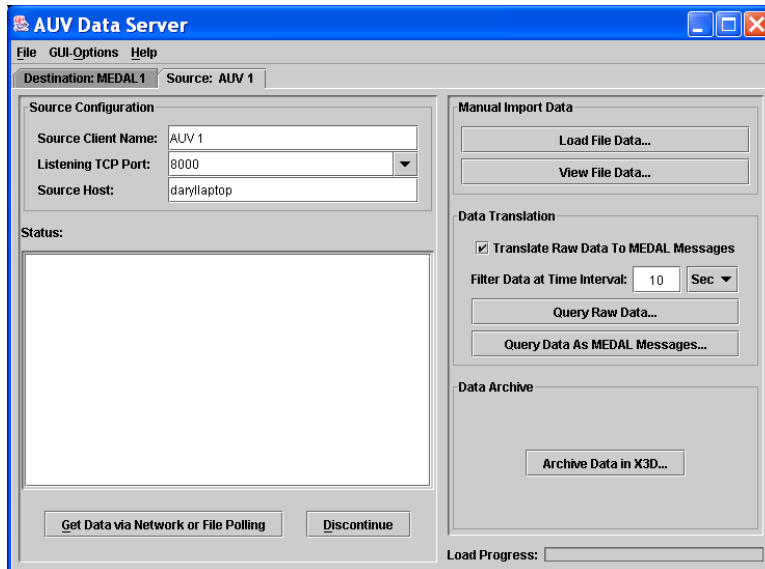 AUV Data Server
File GUI-Options Help
Destination: MEDAL1 Source: AUV 1
Source Configuration
Source Client Name: AUV 1
Listening TCP Port: 8000
Source Host: daryllaptop
Status:
Get Data via Network or File Polling Discontinue
Manual Import Data
Load File Data...
View File Data...
Data Translation
Translate Raw Data To MEDAL Messages
Filter Data at Time Interval: 10 Sec
Query Raw Data...
Query Data As MEDAL Messages...
Data Archive
Archive Data in X3D...
Load Progress: